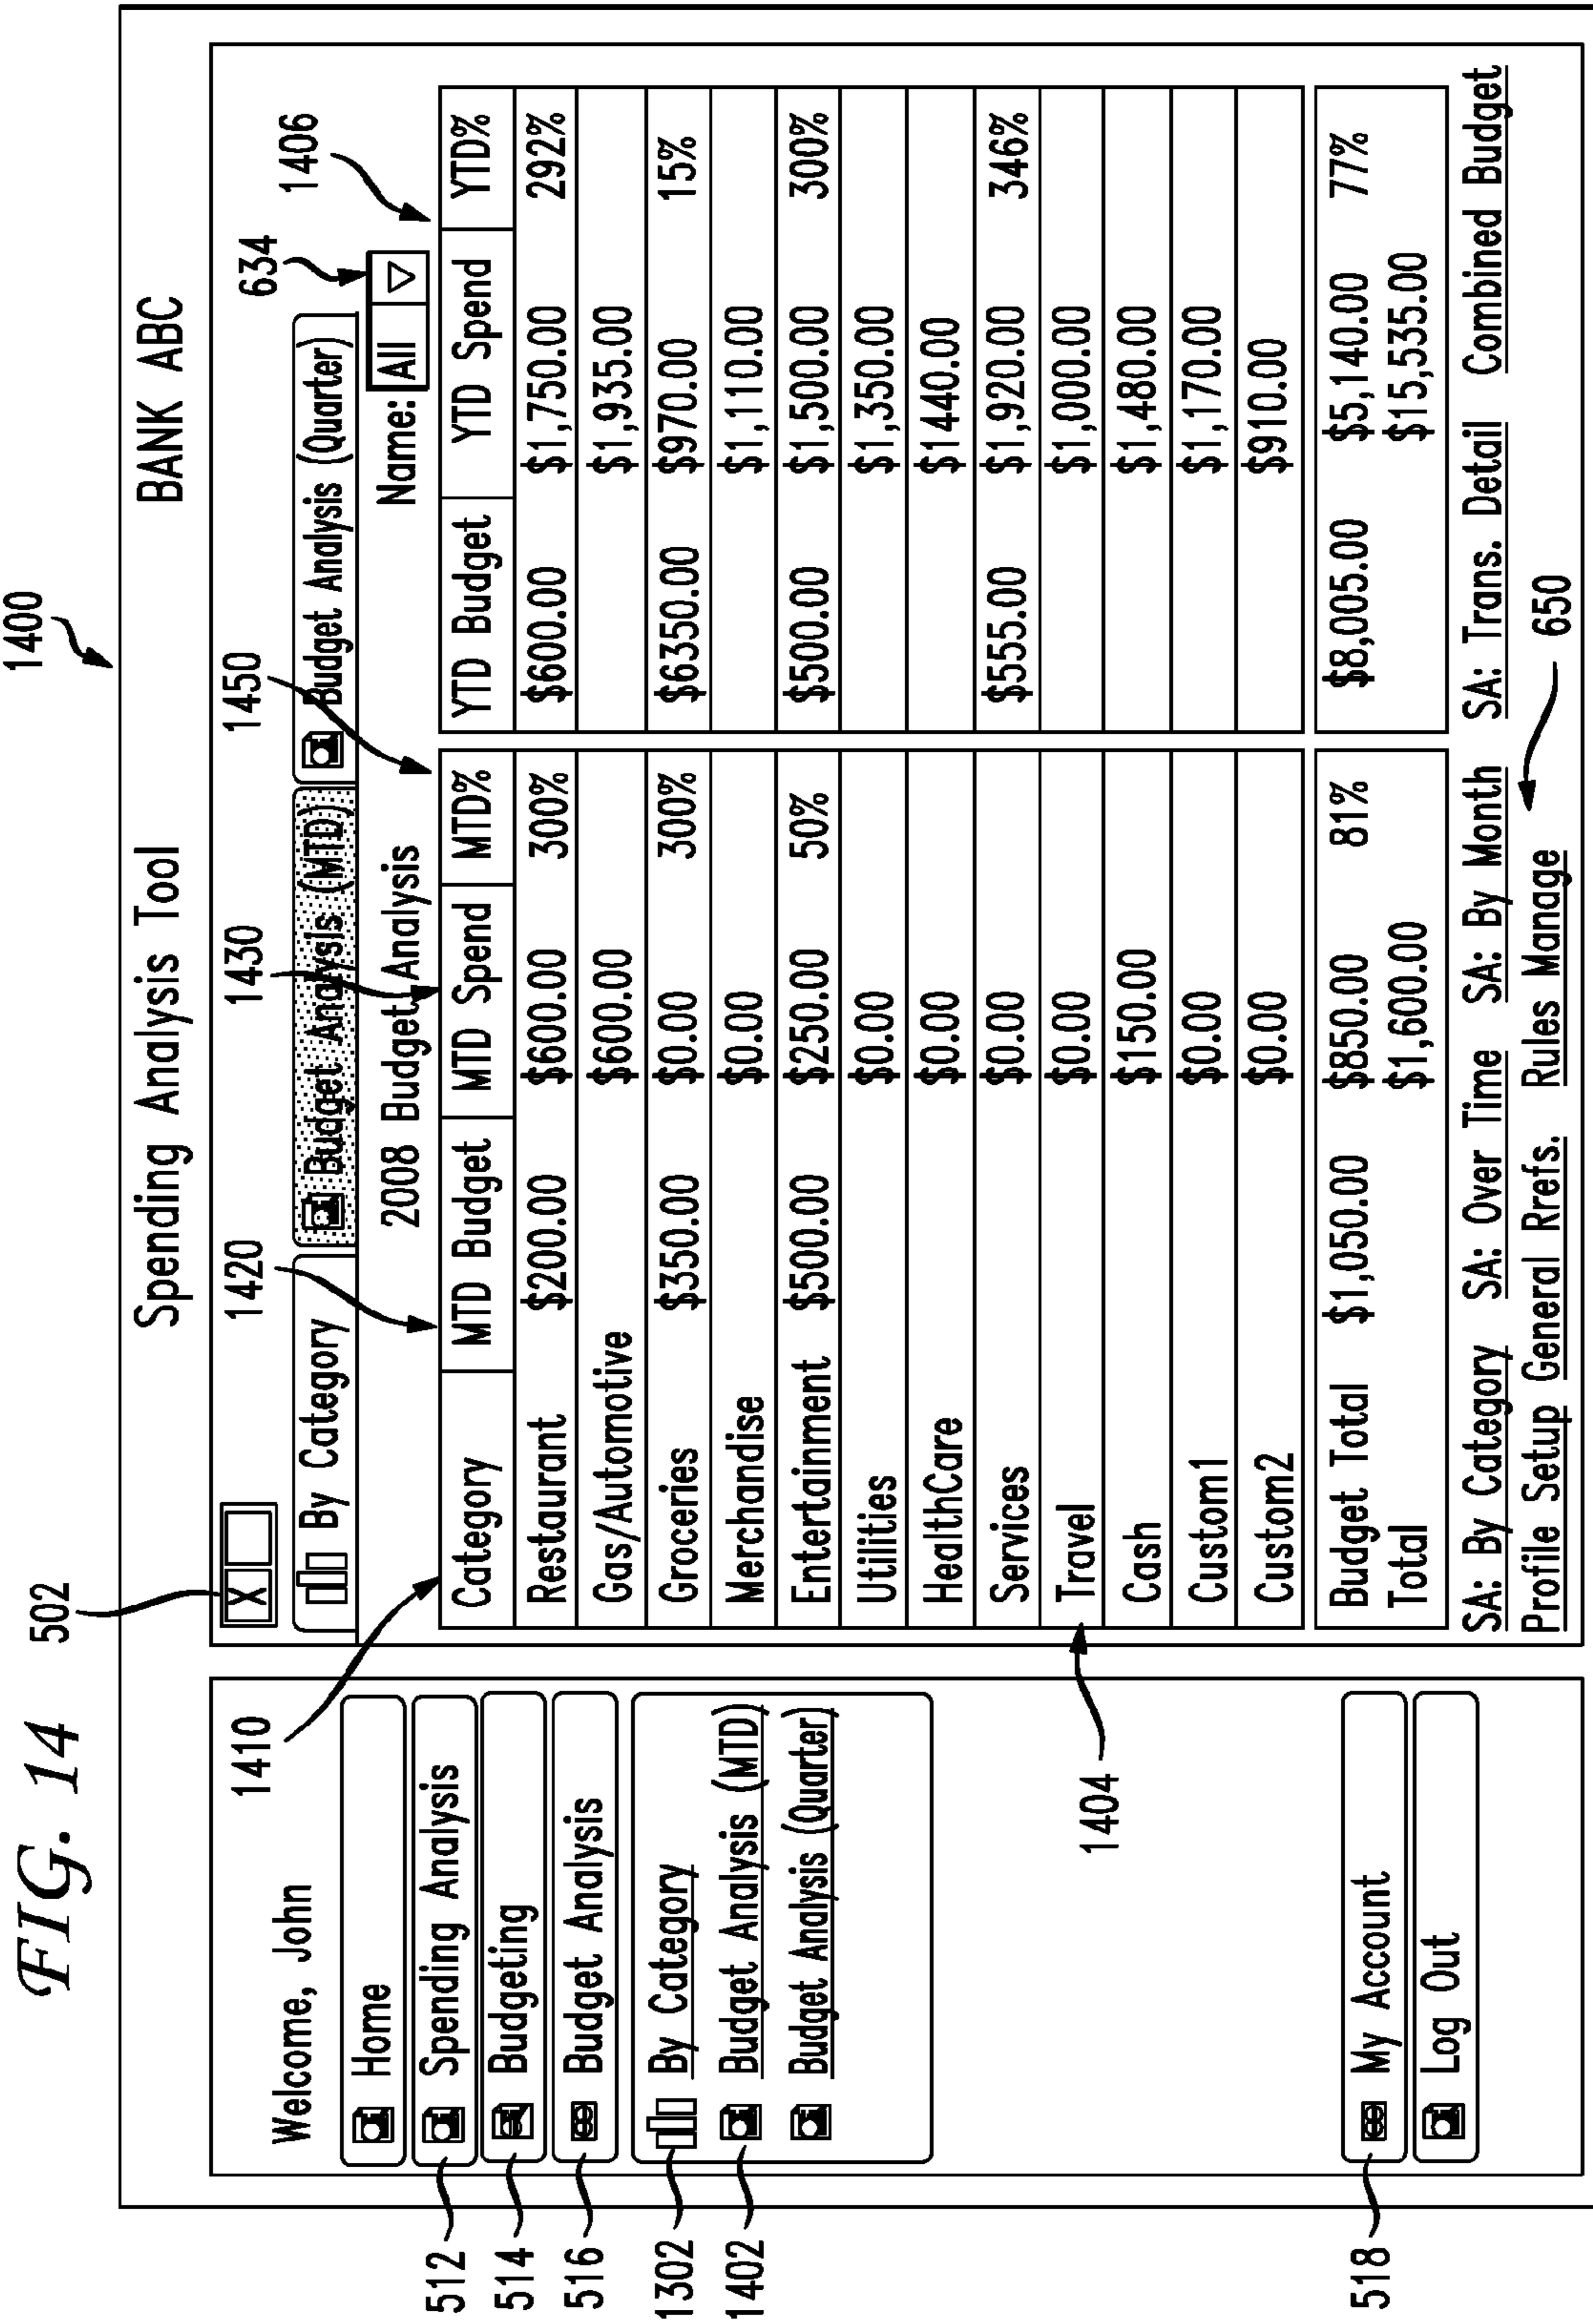 FIG. 14
1400
Spending Analysis Tool BANK ABC
502
1410
1420
1430
1450
634
1406
Welcome, John
Home
512 Spending Analysis
514 Budgeting
516 Budget Analysis
1302 By Category
1402 Budget Analysis (MTD)
Budget Analysis (Quarter)
1404
518 My Account
Log Out
X
By Category Budget Analysis (MTD) Budget Analysis (Quarter)
2008 Budget Analysis Name: All
Category MTD Budget MTD Spend MTD% YTD Budget YTD Spend YTD%
Restaurant $200.00 $600.00 300% $600.00 $1,750.00 292%
Gas/Automotive $600.00 $1,935.00
Groceries $350.00 $0.00 300% $6350.00 $970.00 15%
Merchandise $0.00 $1,110.00
Entertainment $500.00 $250.00 50% $500.00 $1,500.00 300%
Utilities $0.00 $1,350.00
HealthCare $0.00 $1440.00
Services $0.00 $555.00 $1,920.00 346%
Travel $0.00 $1,000.00
Cash $150.00 $1,480.00
Custom1 $0.00 $1,170.00
Custom2 $0.00 $910.00
Budget Total $1,050.00 $850.00 81% $8,005.00 $5,140.00 77%
Total $1,600.00 $15,535.00
SA: By Category SA: Over Time SA: By Month SA: Trans. Detail Combined Budget
Profile Setup General Rrefs. Rules Manage
650